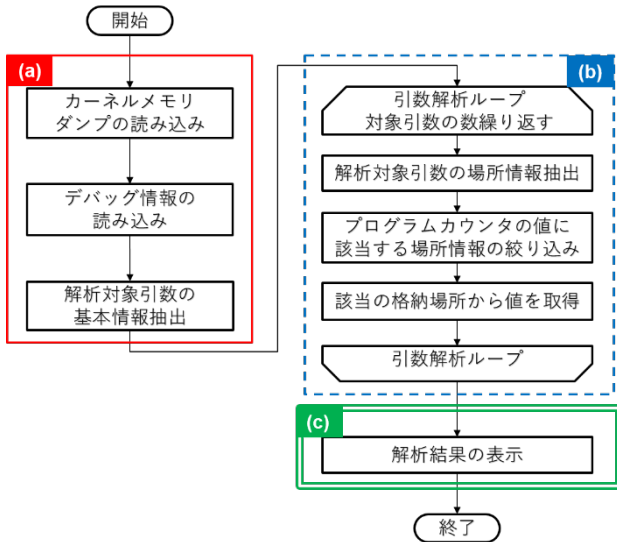 開始
(a)
カーネルメモリ
ダンプの読み込み
デバッグ情報の
読み込み
解析対象引数の
基本情報抽出
(b)
引数解析ループ
対象引数の数繰り返す
解析対象引数の場所情報抽出
プログラムカウンタの値に
該当する場所情報の絞り込み
該当の格納場所から値を取得
引数解析ループ
(c)
解析結果の表示
終了